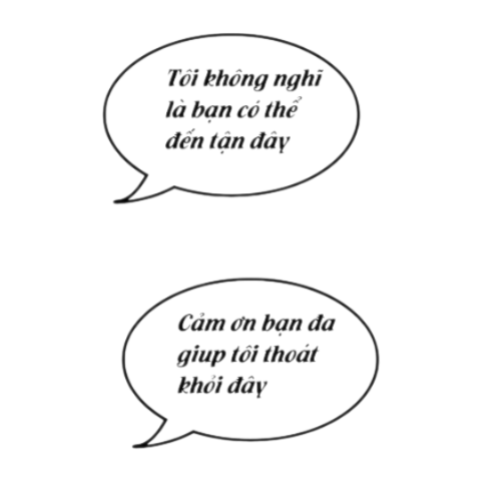 Tôi không nghĩ
là bạn có thể
đến tận đây
Cảm ơn bạn đa
giup tôi thoát
khỏi đây